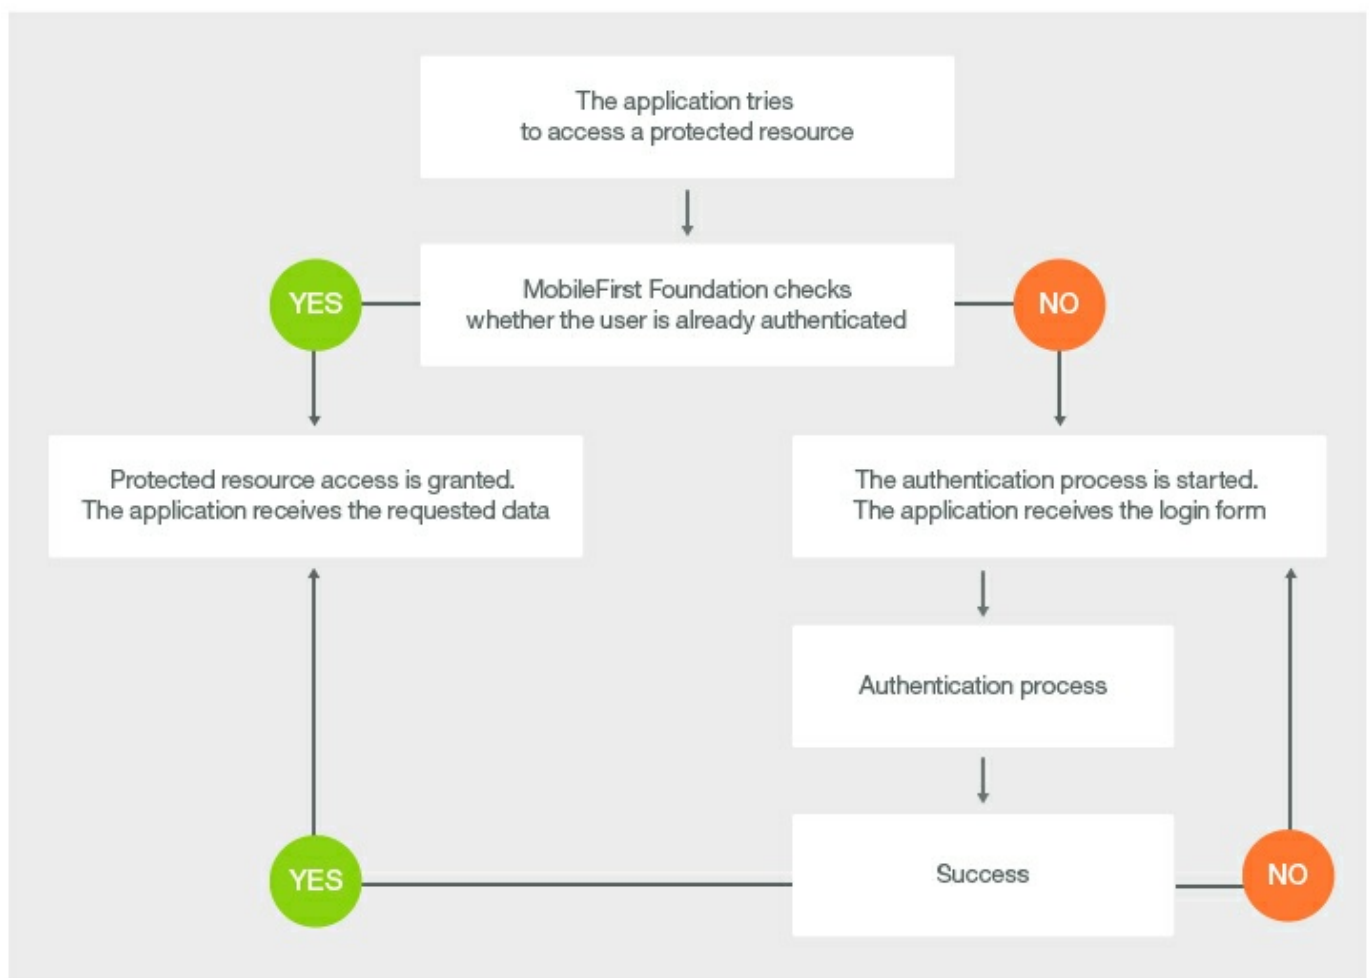 The application tries
to access a protected resource
YES
MobileFirst Foundation checks
whether the user is already authenticated
NO
Protected resource access is granted.
The application receives the requested data
The authentication process is started.
The application receives the login form
Authentication process
YES
Success
NO